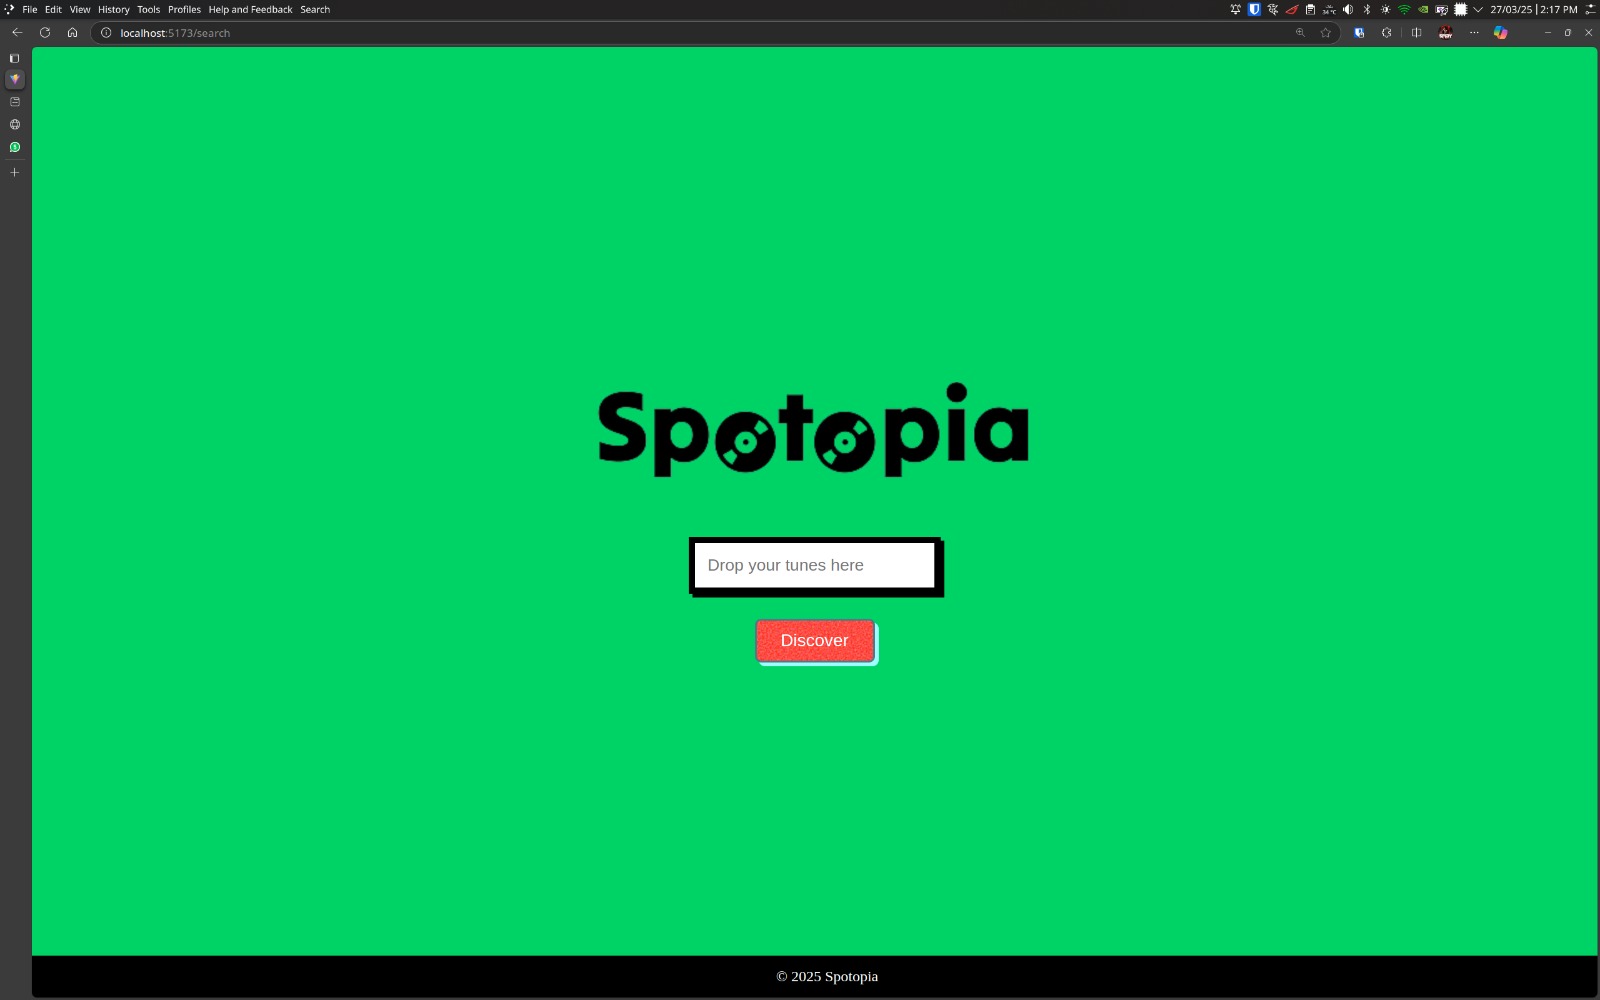 File Edit View History Tools Profiles Help and Feedback Search
34 °C
27/03/25 | 2:17 PM
localhost:5173/search
Spotopia
Drop your tunes here
Discover
© 2025 Spotopia